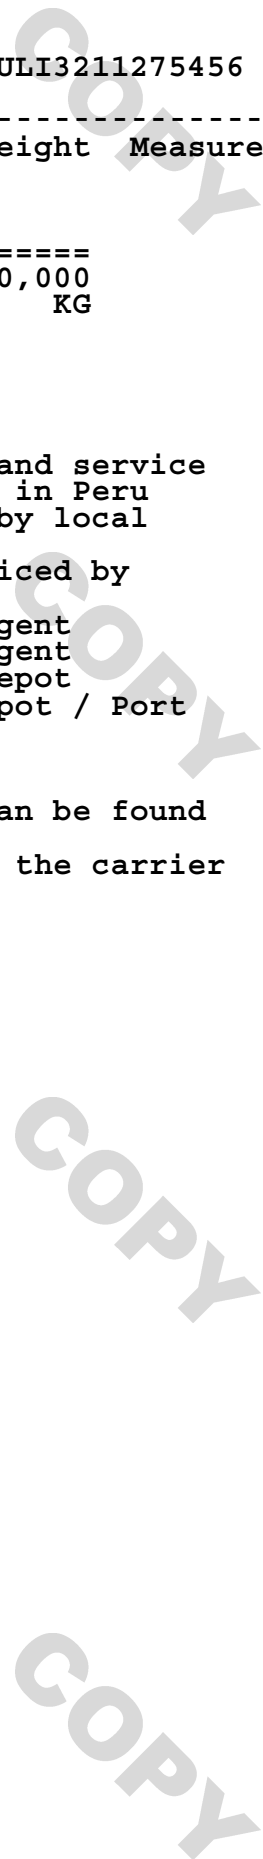 ULI3211275456
--------------
eight  Measure
=====
0,000
KG
and service
in Peru
by local
iced by
gent
gent
epot
pot / Port
an be found
the carrier
COPY
COPY
COPY
COPY